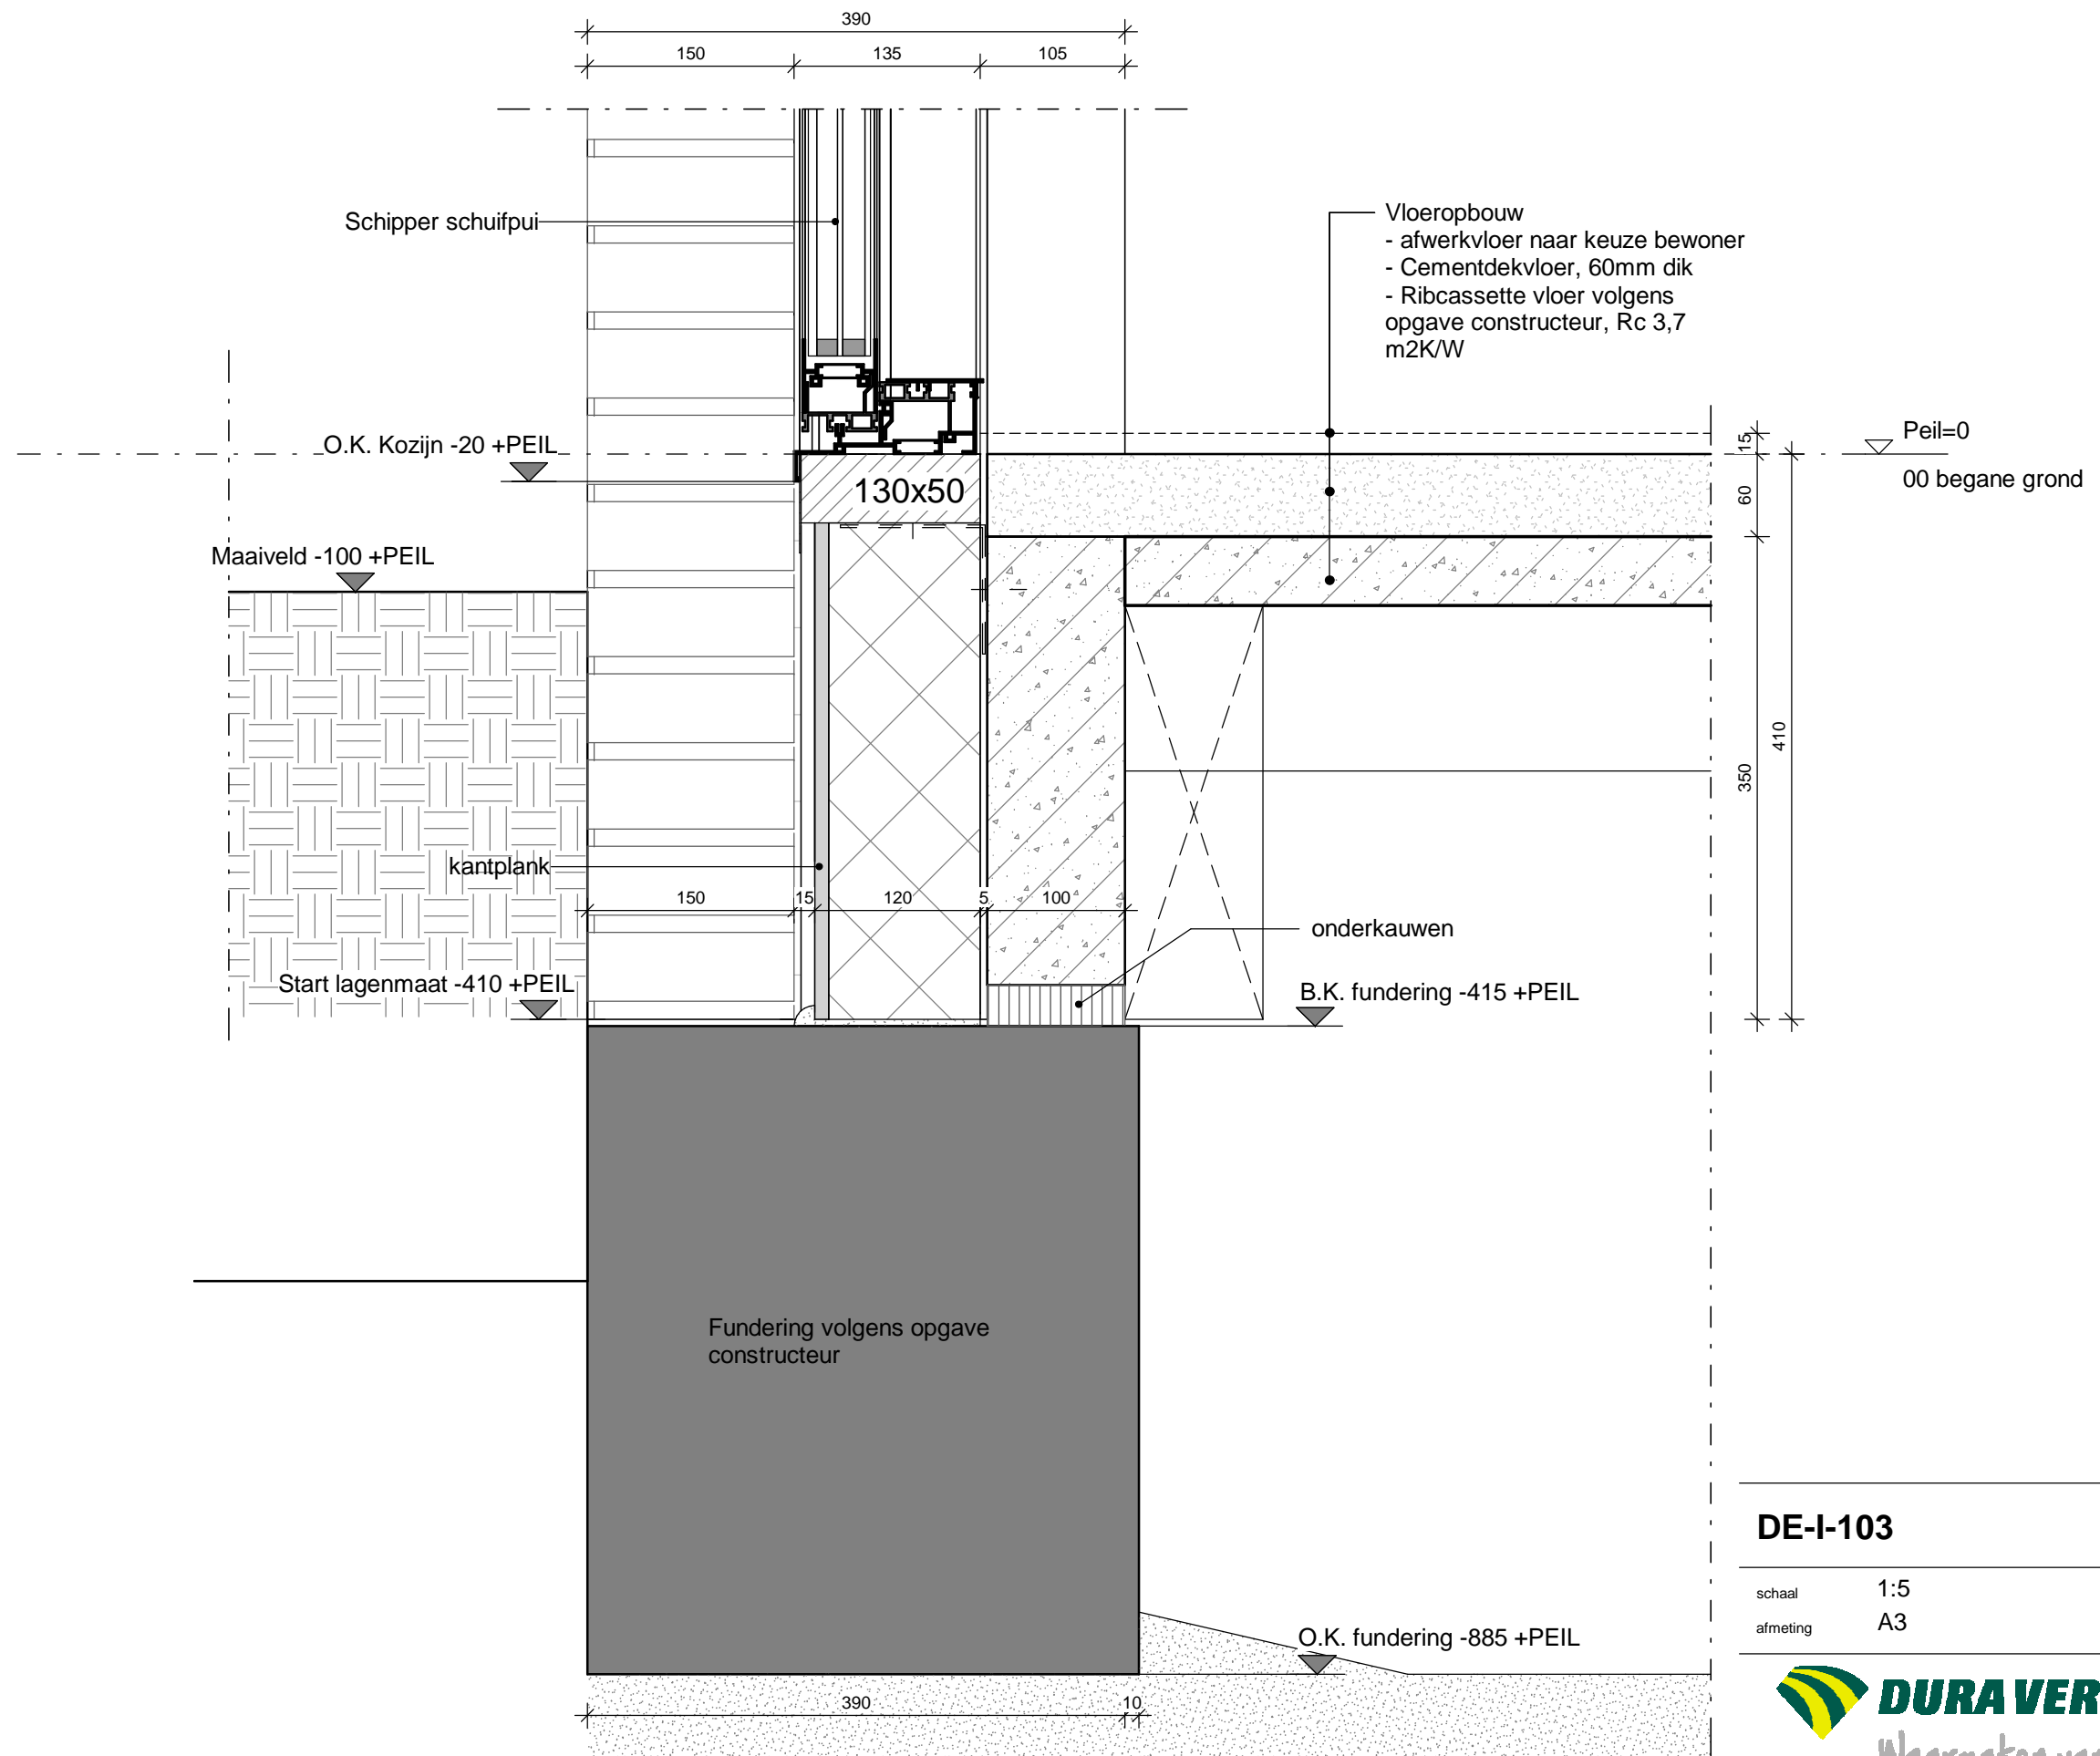 390
150
135
105
Schipper schuifpui
Vloeropbouw
- afwerkvloer naar keuze bewoner
- Cementdekvloer, 60mm dik
- Ribcassette vloer volgens
opgave constructeur, Rc 3,7
m2K/W
O.K. Kozijn -20 +PEIL
15
Peil=0
130x50
60
00 begane grond
Maaiveld -100 +PEIL
410
350
kantplank
150
15
120
5
100
onderkauwen
Start lagenmaat -410 +PEIL
B.K. fundering -415 +PEIL
Fundering volgens opgave
constructeur
DE-I-103
schaal 1:5
afmeting A3
O.K. fundering -885 +PEIL
390
10
DURA VER